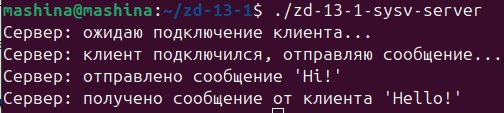 mashina@mashina:~/zd-13-1$ ./zd-13-1-sysv-server
Сервер: ожидаю подключение клиента...
Сервер: клиент подключился, отправляю сообщение...
Сервер: отправлено сообщение 'Hi!'
Сервер: получено сообщение от клиента 'Hello!'